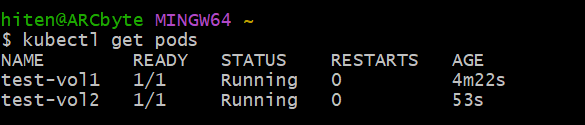 hiten@ARCbyte MINGW64 ~
$ kubectl get pods
NAME        READY   STATUS    RESTARTS   AGE
test-vol1   1/1     Running   0          4m22s
test-vol2   1/1     Running   0          53s